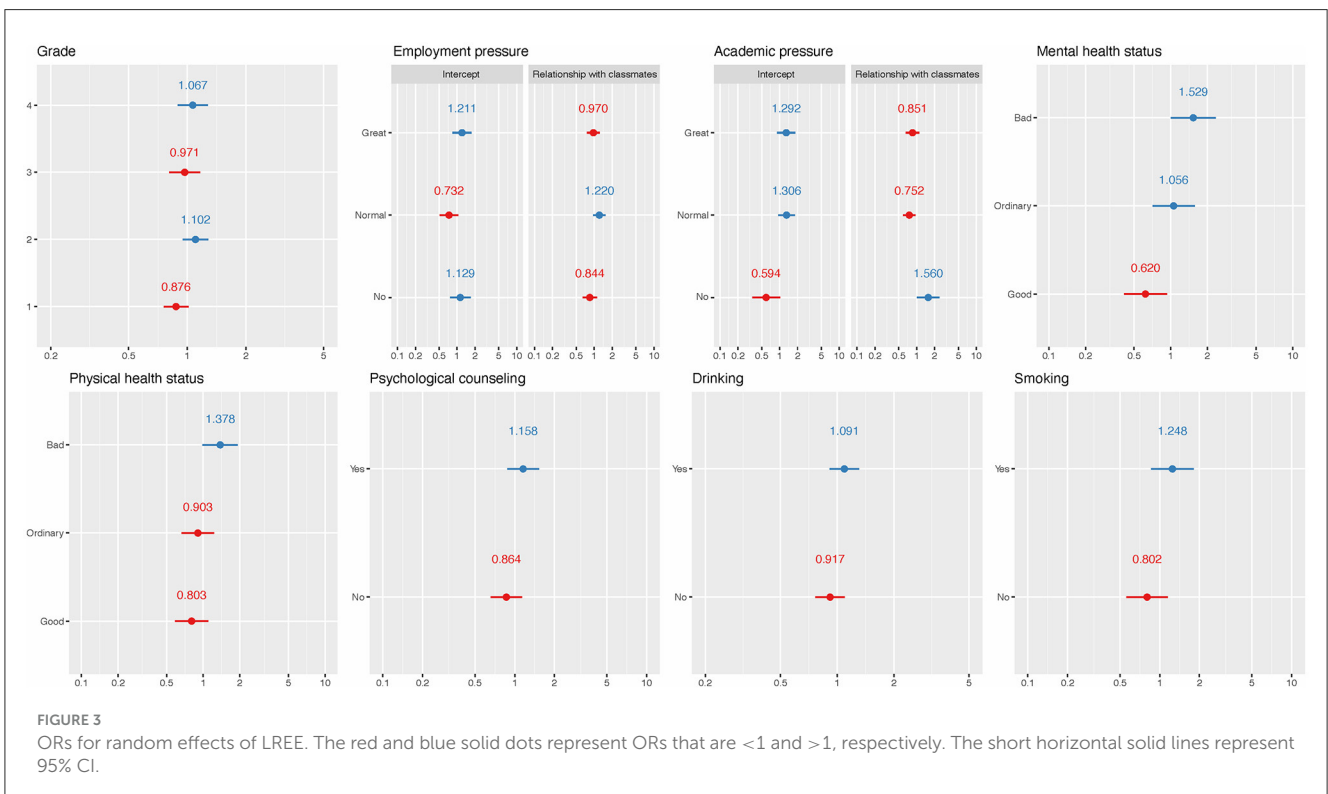 Grade
1.067
4
0.971
3
1.102
2
0.876
1
0.2 0.5 1 2 5
Employment pressure
Intercept Relationship with classmates
1.211 0.970
Great
0.732 1.220
Normal
1.129 0.844
No
0.1 0.2 0.5 1 2 5 10 0.1 0.2 0.5 1 2 5 10
Academic pressure
Intercept Relationship with classmates
1.292 0.851
Great
1.306 0.752
Normal
0.594 1.560
No
0.1 0.2 0.5 1 2 5 10 0.1 0.2 0.5 1 2 5 10
Mental health status
1.529
Bad
1.056
Ordinary
0.620
Good
0.1 0.2 0.5 1 2 5 10
Physical health status
1.378
Bad
0.903
Ordinary
0.803
Good
0.1 0.2 0.5 1 2 5 10
Psychological counseling
1.158
Yes
0.864
No
0.1 0.2 0.5 1 2 5 10
Drinking
1.091
Yes
0.917
No
0.2 0.5 1 2 5
Smoking
1.248
Yes
0.802
No
0.1 0.2 0.5 1 2 5 10
FIGURE 3
ORs for random effects of LREE. The red and blue solid dots represent ORs that are <1 and >1, respectively. The short horizontal solid lines represent
95% CI.